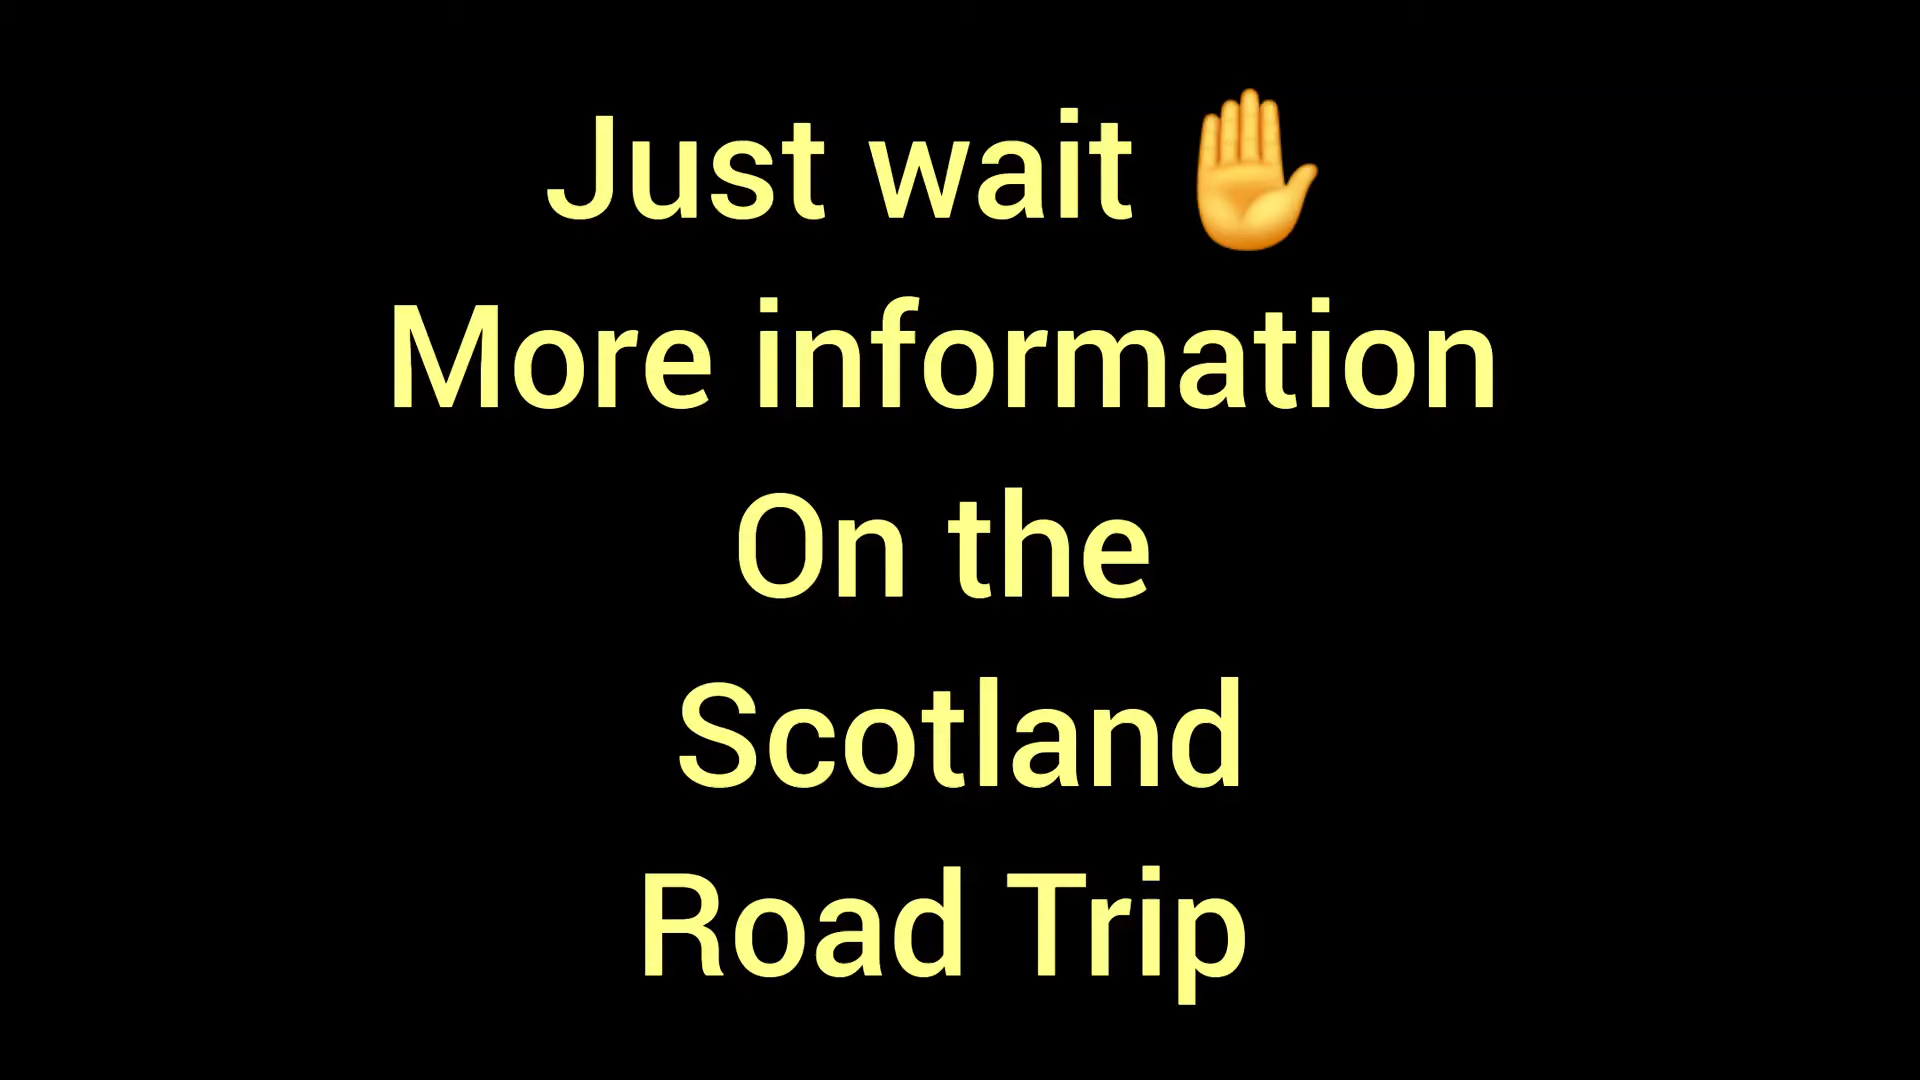 Just wait ✋
More information
On the
Scotland
Road Trip